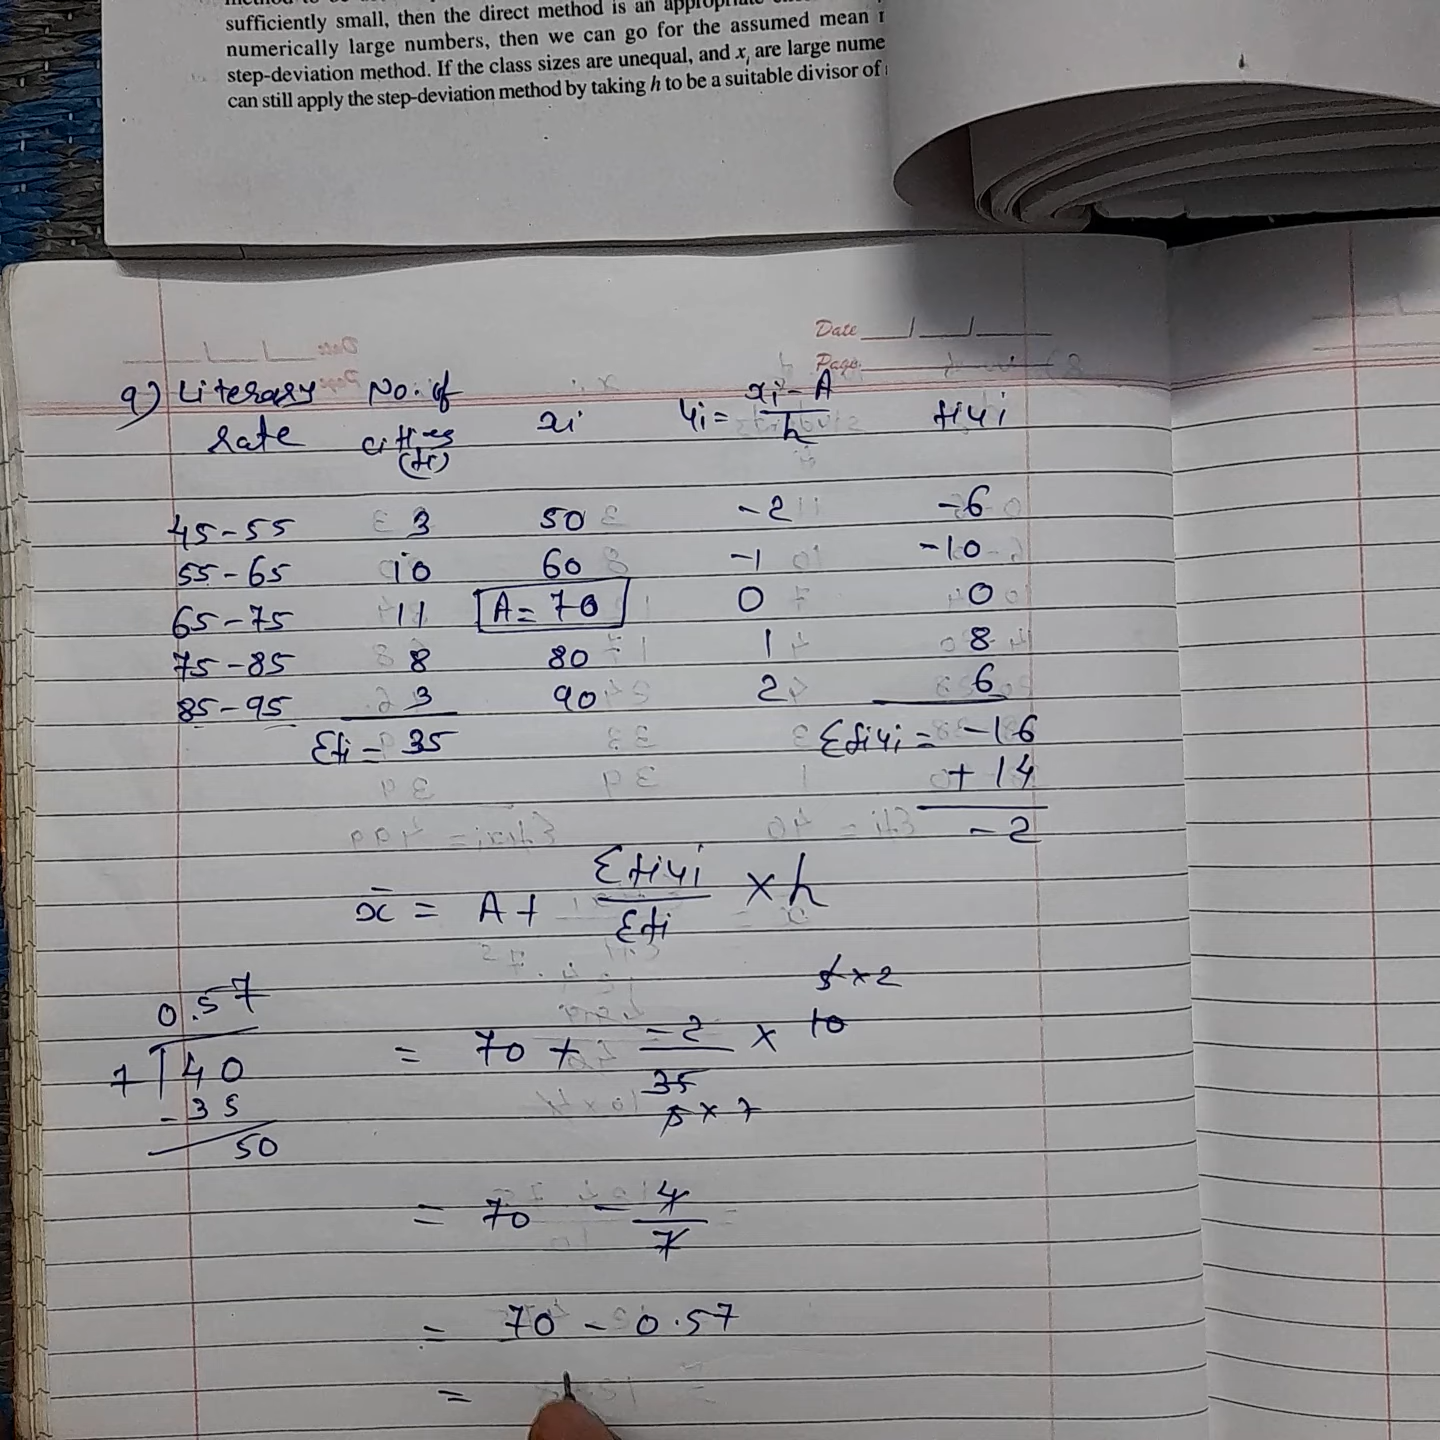 sufficiently small, then the direct method is an
numerically large numbers, then we can go for the assumed mean
step-deviation method. If the class sizes are unequal, and xi are large nume
can still apply the step-deviation method by taking h to be a suitable divisor of
Date
Page
9) Literary rate No. of cities (fi) xi ui = xi - A / h fiui
45-55 3 50 -2 -6
55-65 10 60 -1 -10
65-75 11 A = 70 0 0
75-85 8 80 1 8
85-95 3 90 2 6
Σfi = 35 Σfiui = -16
+ 14
- 2
x̄ = A + Σfiui / Σfi × h
5 × 2
= 70 + -2 / 35 × 10
5 × 7
0.57
7 | 40
- 35
50
= 70 - 4 / 7
= 70 - 0.57
=